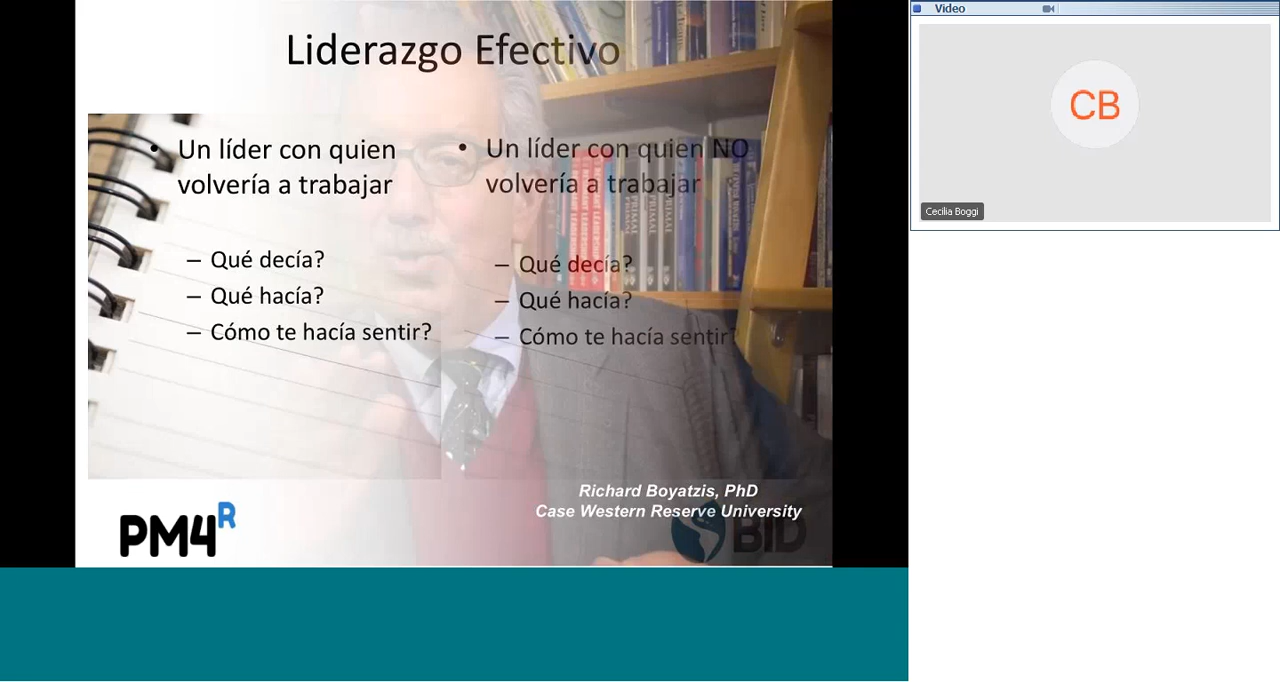 Liderazgo Efectivo
• Un líder con quien
volvería a trabajar
– Qué decía?
– Qué hacía?
– Cómo te hacía sentir?
• Un líder con quien NO
volvería a trabajar
– Qué decía?
– Qué hacía?
– Cómo te hacía sentir?
Richard Boyatzis, PhD
Case Western Reserve University
PM4R
BID
Video
CB
Cecilia Boggi